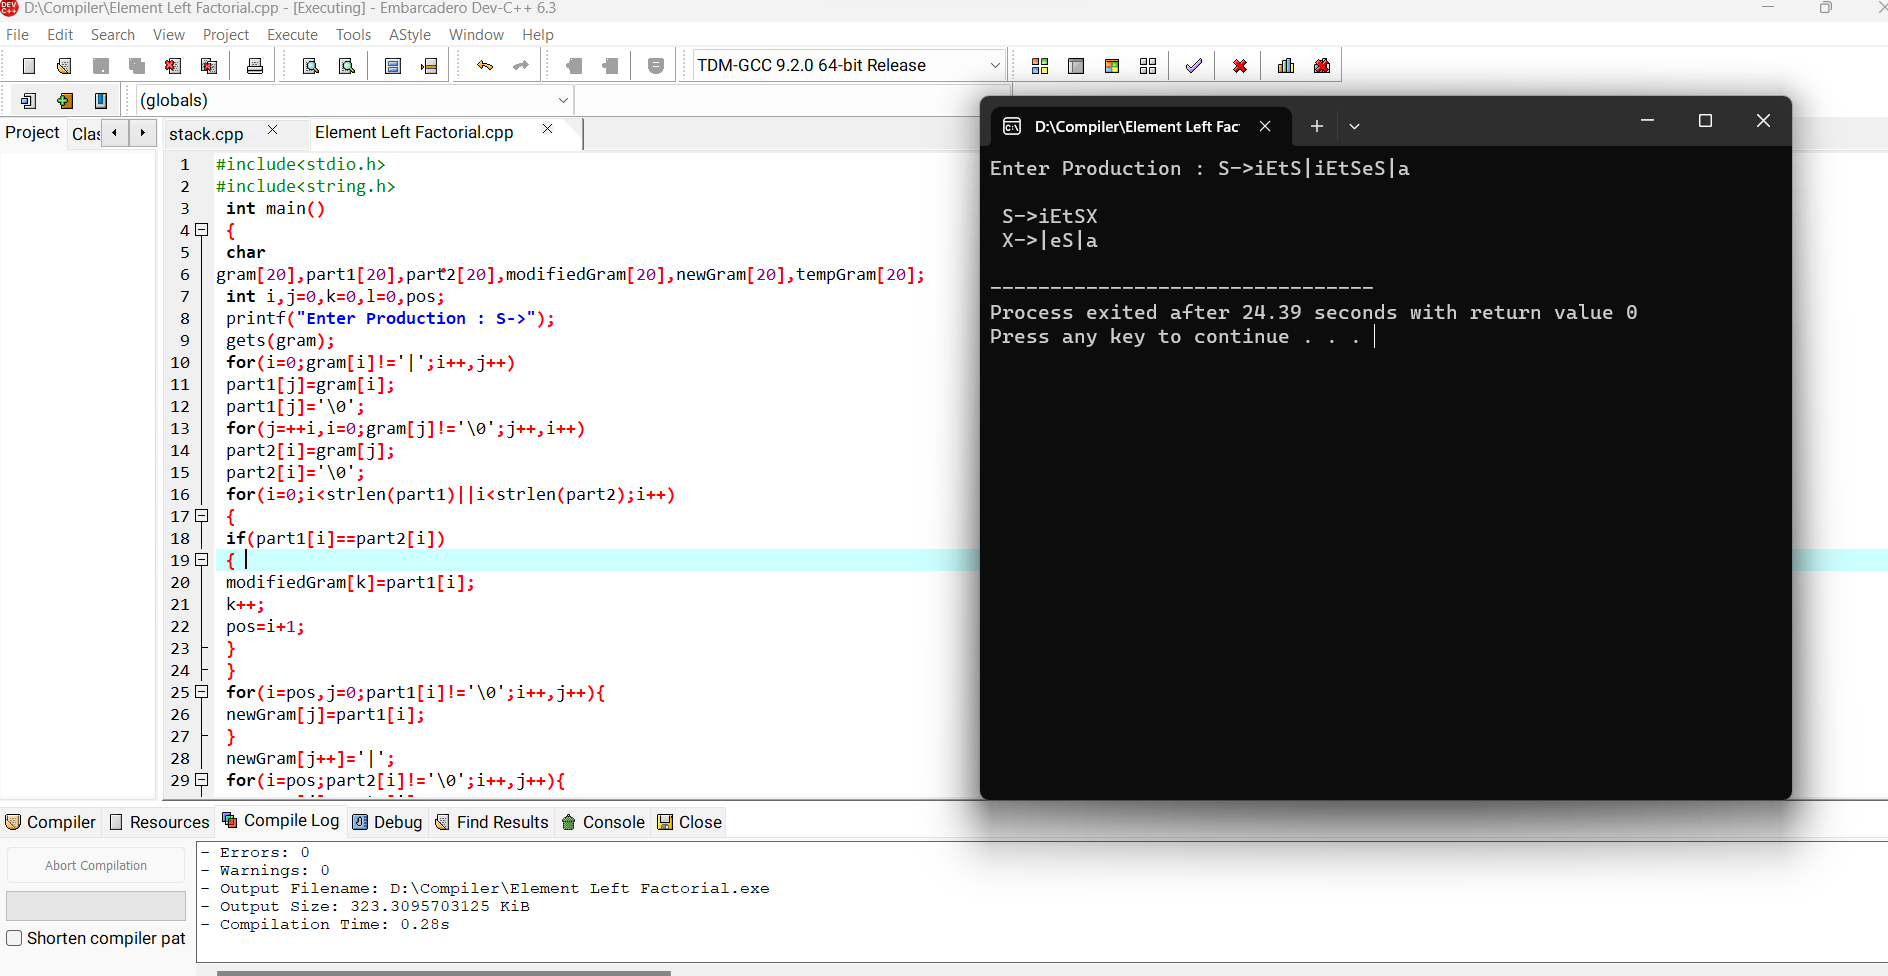 D:\Compiler\Element Left Factorial.cpp - [Executing] - Embarcadero Dev-C++ 6.3
File Edit Search View Project Execute Tools AStyle Window Help
TDM-GCC 9.2.0 64-bit Release
(globals)
Project Clas stack.cpp Element Left Factorial.cpp
1 #include<stdio.h>
2 #include<string.h>
3 int main()
4 {
5 char
6 gram[20],part1[20],part2[20],modifiedGram[20],newGram[20],tempGram[20];
7 int i,j=0,k=0,l=0,pos;
8 printf("Enter Production : S->");
9 gets(gram);
10 for(i=0;gram[i]!='|';i++,j++)
11 part1[j]=gram[i];
12 part1[j]='\0';
13 for(j=++i,i=0;gram[j]!='\0';j++,i++)
14 part2[i]=gram[j];
15 part2[i]='\0';
16 for(i=0;i<strlen(part1)||i<strlen(part2);i++)
17 {
18 if(part1[i]==part2[i])
19 {
20 modifiedGram[k]=part1[i];
21 k++;
22 pos=i+1;
23 }
24 }
25 for(i=pos,j=0;part1[i]!='\0';i++,j++){
26 newGram[j]=part1[i];
27 }
28 newGram[j++]='|';
29 for(i=pos;part2[i]!='\0';i++,j++){
D:\Compiler\Element Left Fac
Enter Production : S->iEtS|iEtSeS|a
S->iEtSX
X->|eS|a
--------------------------------
Process exited after 24.39 seconds with return value 0
Press any key to continue . . .
Compiler Resources Compile Log Debug Find Results Console Close
Abort Compilation
Shorten compiler pat
- Errors: 0
- Warnings: 0
- Output Filename: D:\Compiler\Element Left Factorial.exe
- Output Size: 323.3095703125 KiB
- Compilation Time: 0.28s